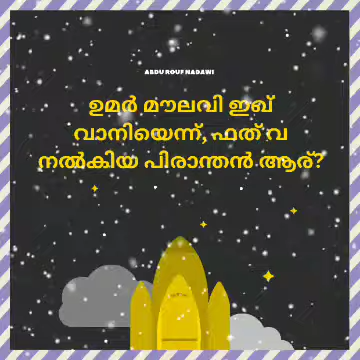 ABDU ROUF NADAWI
ഉമർ മൗലവി ഇഖ്
വാനിയെന്ന്, ഫത് വ
നൽകിയ പിരാന്തൻ ആര്?